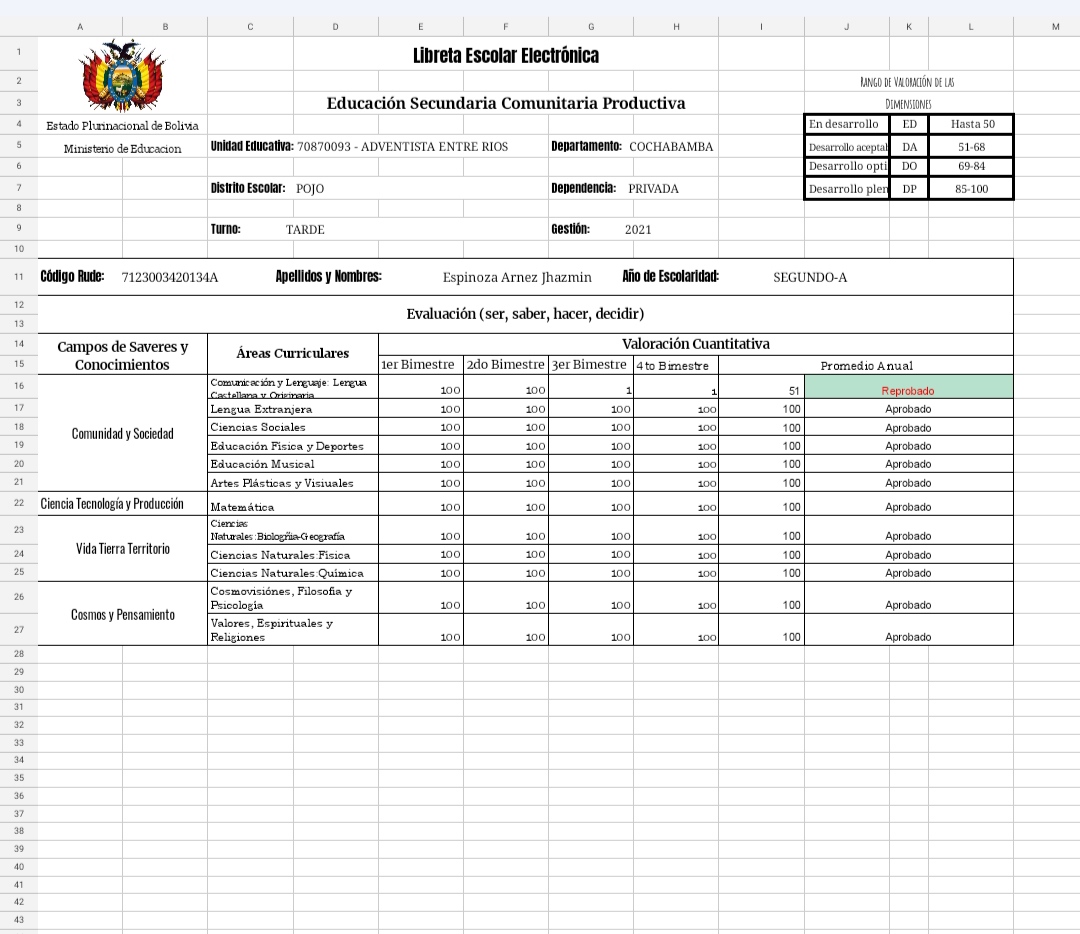 A B C D E F G H I J K L M
1 Libreta Escolar Electrónica
2 Rango de Valoración de las
3 Educación Secundaria Comunitaria Productiva Dimensiones
4 Estado Plurinacional de Bolivia En desarrollo ED Hasta 50
5 Ministerio de Educacion Unidad Educativa: 70870093 - ADVENTISTA ENTRE RIOS Departamento: COCHABAMBA Desarrollo aceptab DA 51-68
6 Desarrollo opti DO 69-84
7 Distrito Escolar: POJO Dependencia: PRIVADA Desarrollo plen DP 85-100
8
9 Turno: TARDE Gestión: 2021
10
11 Código Rude: 7123003420134A Apellidos y Nombres: Espinoza Arnez Jhazmin Año de Escolaridad: SEGUNDO-A
12
Evaluación (ser, saber, hacer, decidir)
13
14 Campos de Saveres y Áreas Curriculares Valoración Cuantitativa
15 Conocimientos 1er Bimestre 2do Bimestre 3er Bimestre 4to Bimestre Promedio Anual
16 Comunicación y Lenguaje: Lengua
Castellana y Originaria 100 100 1 1 51 Reprobado
17 Lengua Extranjera 100 100 100 100 100 Aprobado
18 Comunidad y Sociedad Ciencias Sociales 100 100 100 100 100 Aprobado
19 Educación Fisica y Deportes 100 100 100 100 100 Aprobado
20 Educación Musical 100 100 100 100 100 Aprobado
21 Artes Plásticas y Visiuales 100 100 100 100 100 Aprobado
22 Ciencia Tecnología y Producción Matemática 100 100 100 100 100 Aprobado
23 Vida Tierra Territorio Ciencias
Naturales:Biologñia-Geografía 100 100 100 100 100 Aprobado
24 Ciencias Naturales:Fisica 100 100 100 100 100 Aprobado
25 Ciencias Naturales:Química 100 100 100 100 100 Aprobado
26 Cosmos y Pensamiento Cosmovisiónes, Filosofia y
Psicología 100 100 100 100 100 Aprobado
27 Valores, Espirituales y
Religiones 100 100 100 100 100 Aprobado
28
29
30
31
32
33
34
35
36
37
38
39
40
41
42
43